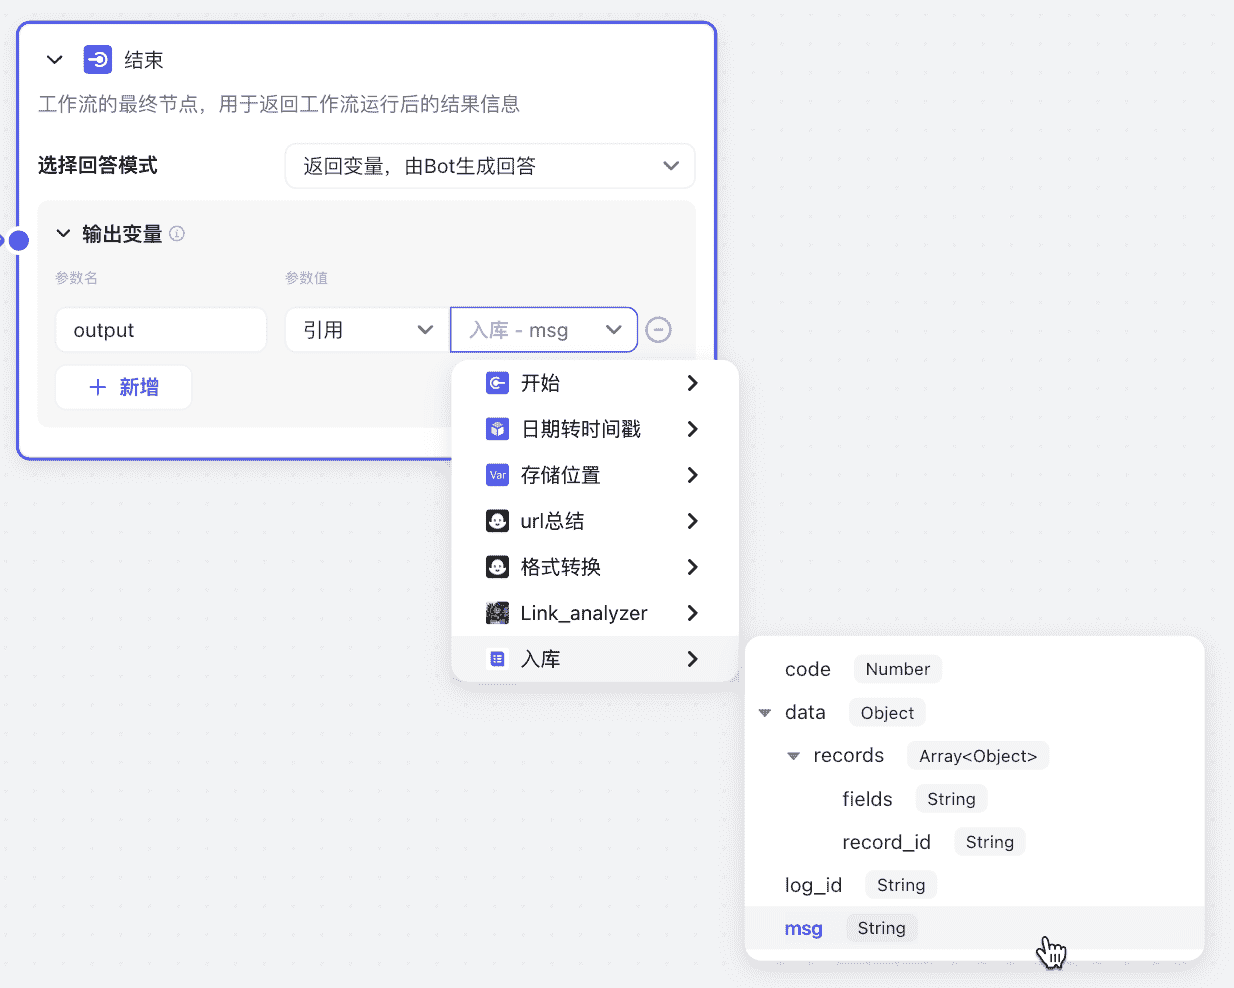 结束
工作流的最终节点，用于返回工作流运行后的结果信息
选择回答模式 返回变量，由Bot生成回答
输出变量
参数名 参数值
output 引用 入库 - msg
+ 新增
开始
日期转时间戳
Var 存储位置
url总结
格式转换
Link_analyzer
入库
code Number
data Object
records Array<Object>
fields String
record_id String
log_id String
msg String